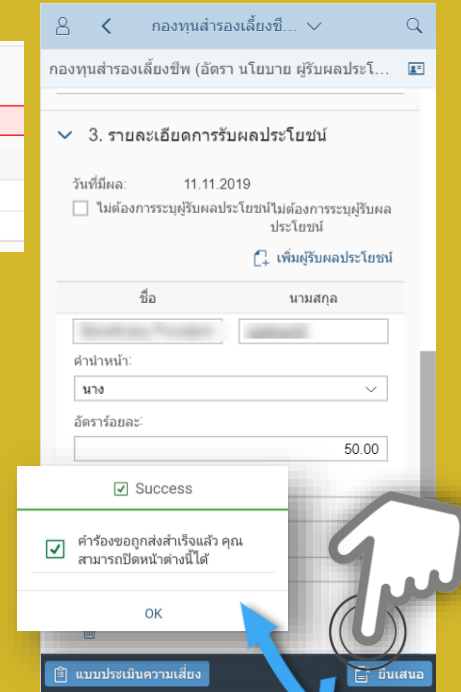 กองทุนสำรองเลี้ยงชี...
กองทุนสำรองเลี้ยงชีพ (อัตรา นโยบาย ผู้รับผลประโ...
3. รายละเอียดการรับผลประโยชน์
วันที่มีผล: 11.11.2019
ไม่ต้องการระบุผู้รับผลประโยชน์ไม่ต้องการระบุผู้รับผล
ประโยชน์
เพิ่มผู้รับผลประโยชน์
ชื่อ นามสกุล
คำนำหน้า:
นาง
อัตราร้อยละ:
50.00
Success
คำร้องขอถูกส่งสำเร็จแล้ว คุณ
สามารถปิดหน้าต่างนี้ได้
OK
แบบประเมินความเสี่ยง ยื่นเสนอ